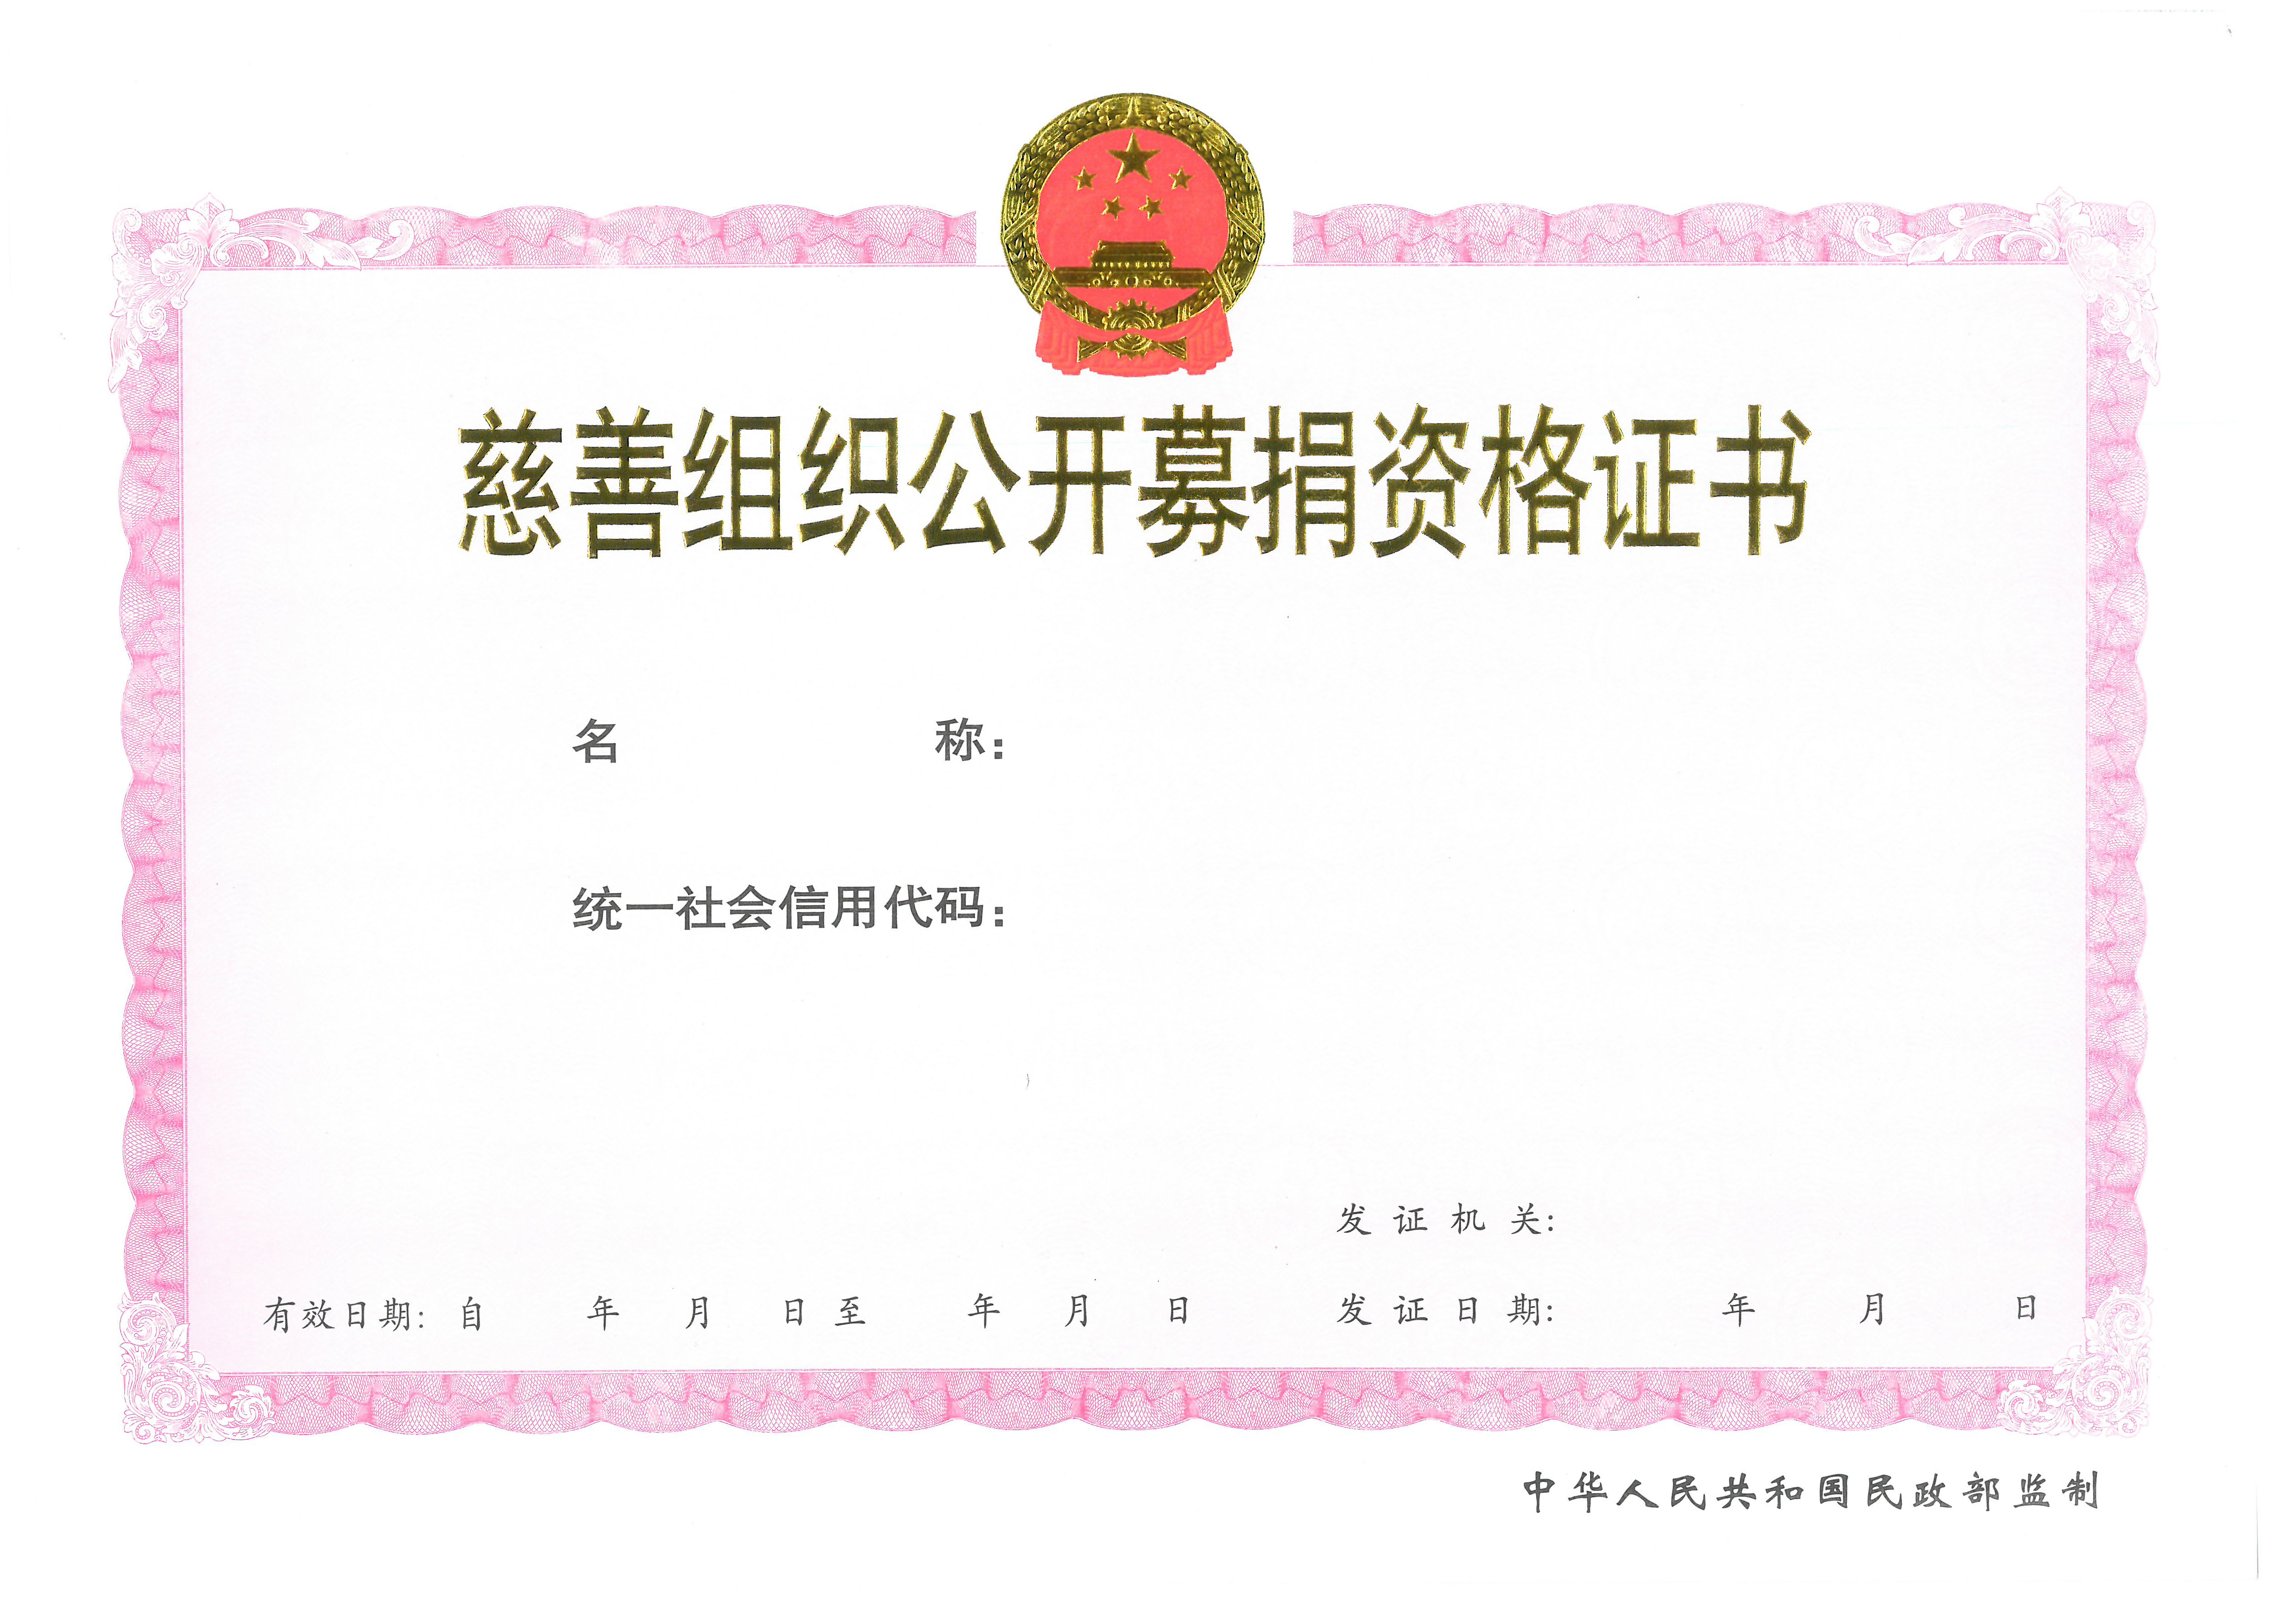 慈善组织公开募捐资格证书
名 称：
统一社会信用代码：
发证机关：
有效日期：自 年 月 日至 年 月 日
发证日期： 年 月 日
中华人民共和国民政部监制